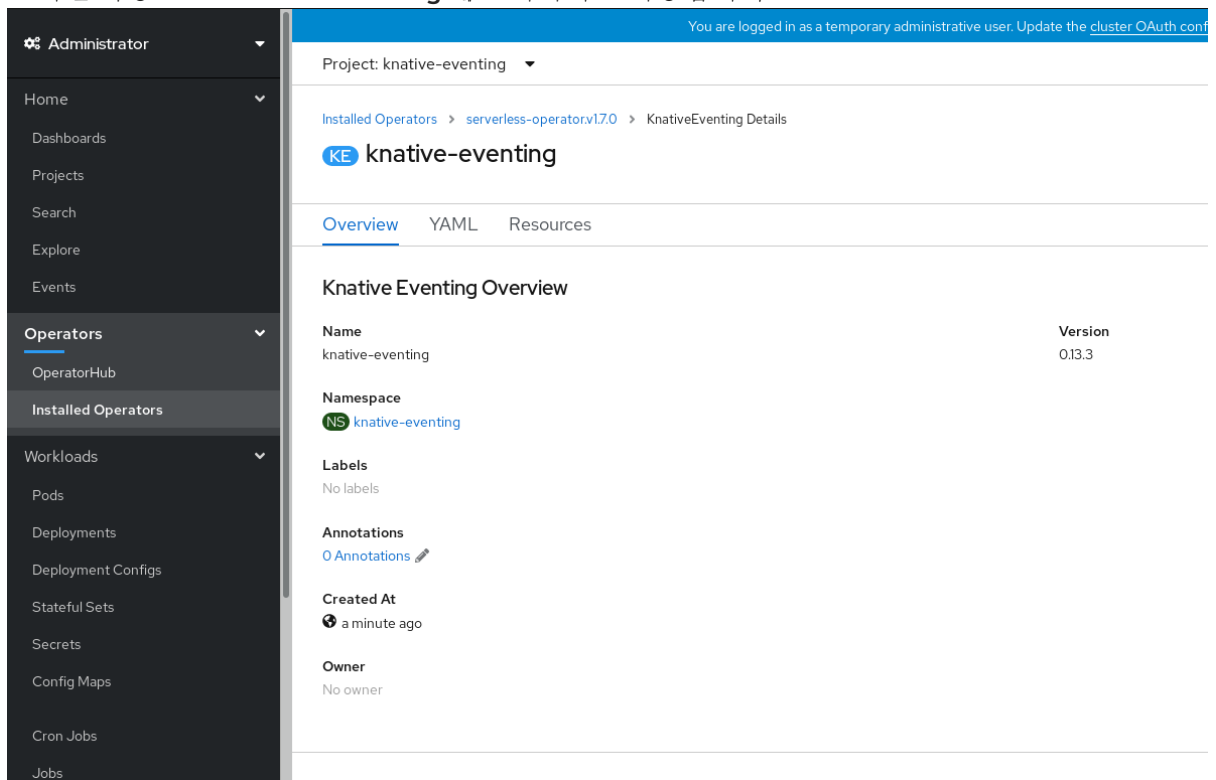 You are logged in as a temporary administrative user. Update the cluster OAuth conf
Administrator
Project: knative-eventing
Home
Dashboards
Projects
Search
Explore
Events
Operators
OperatorHub
Installed Operators
Workloads
Pods
Deployments
Deployment Configs
Stateful Sets
Secrets
Config Maps
Cron Jobs
Jobs
Installed Operators > serverless-operator.v1.7.0 > KnativeEventing Details
KE knative-eventing
Overview YAML Resources
Knative Eventing Overview
Name
knative-eventing
Version
0.13.3
Namespace
NS knative-eventing
Labels
No labels
Annotations
0 Annotations
Created At
a minute ago
Owner
No owner